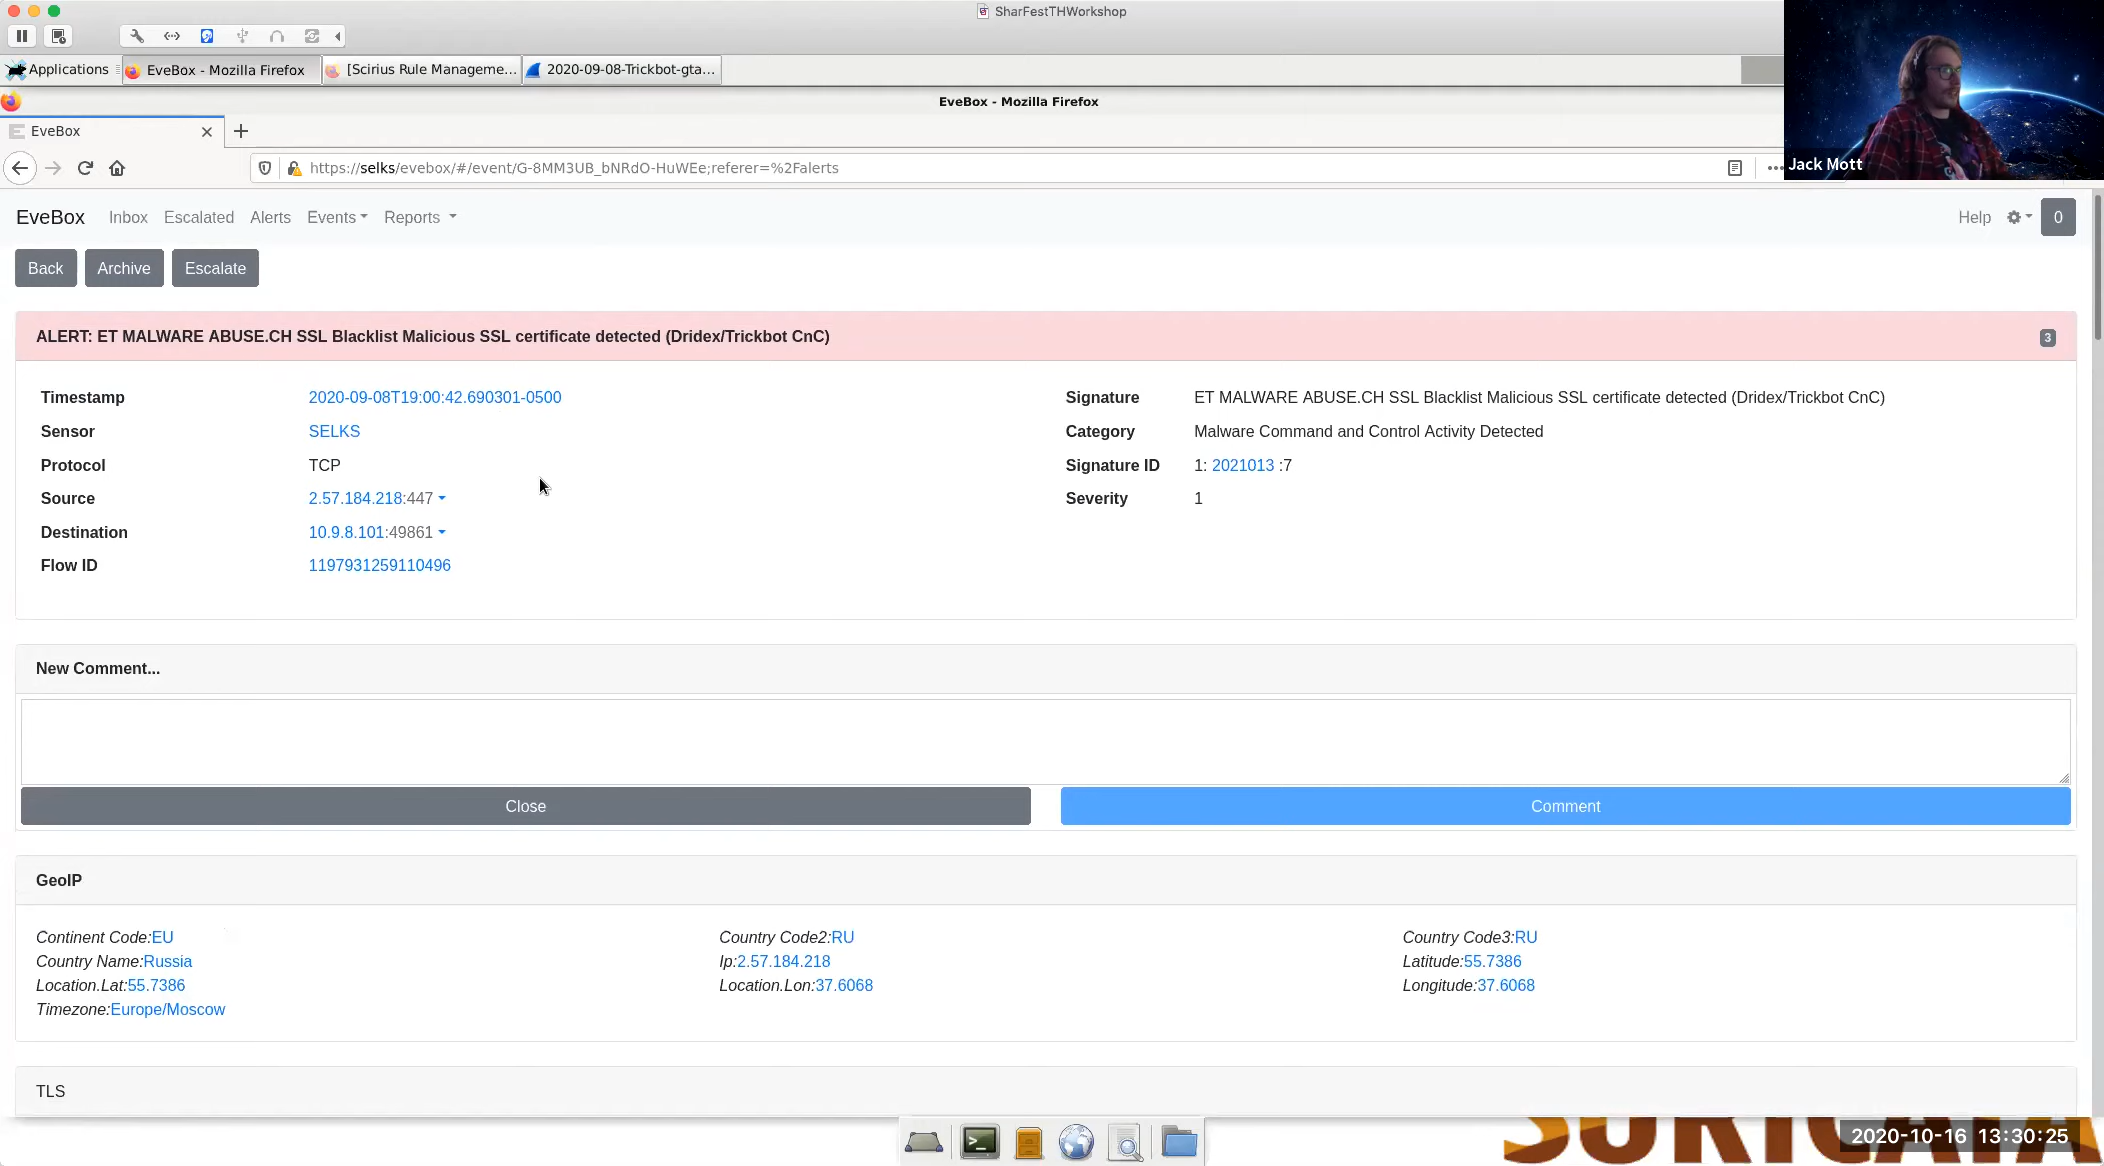 SharFestTHWorkshop
Applications EveBox - Mozilla Firefox [Scirius Rule Manageme... 2020-09-08-Trickbot-gta...
EveBox - Mozilla Firefox
EveBox
https://selks/evebox/#/event/G-8MM3UB_bNRdO-HuWEe;referer=%2Falerts
Jack Mott
EveBox Inbox Escalated Alerts Events Reports Help 0
Back Archive Escalate
ALERT: ET MALWARE ABUSE.CH SSL Blacklist Malicious SSL certificate detected (Dridex/Trickbot CnC) 3
Timestamp 2020-09-08T19:00:42.690301-0500 Signature ET MALWARE ABUSE.CH SSL Blacklist Malicious SSL certificate detected (Dridex/Trickbot CnC)
Sensor SELKS Category Malware Command and Control Activity Detected
Protocol TCP Signature ID 1: 2021013 :7
Source 2.57.184.218:447 Severity 1
Destination 10.9.8.101:49861
Flow ID 1197931259110496
New Comment...
Close Comment
GeoIP
Continent Code:EU Country Code2:RU Country Code3:RU
Country Name:Russia Ip:2.57.184.218 Latitude:55.7386
Location.Lat:55.7386 Location.Lon:37.6068 Longitude:37.6068
Timezone:Europe/Moscow
TLS
SURICATA
2020-10-16 13:30:25